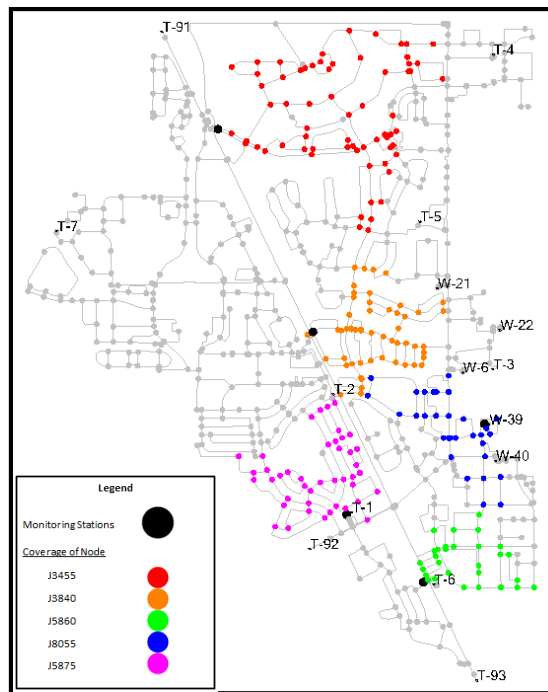 T-91
T-4
T-7
T-5
W-21
W-22
T-3
W-6
T-2
W-39
W-40
Legend
Monitoring Stations
Coverage of Node
J3455
J3840
J5860
J8055
J5875
T-1
T-92
T-6
T-93